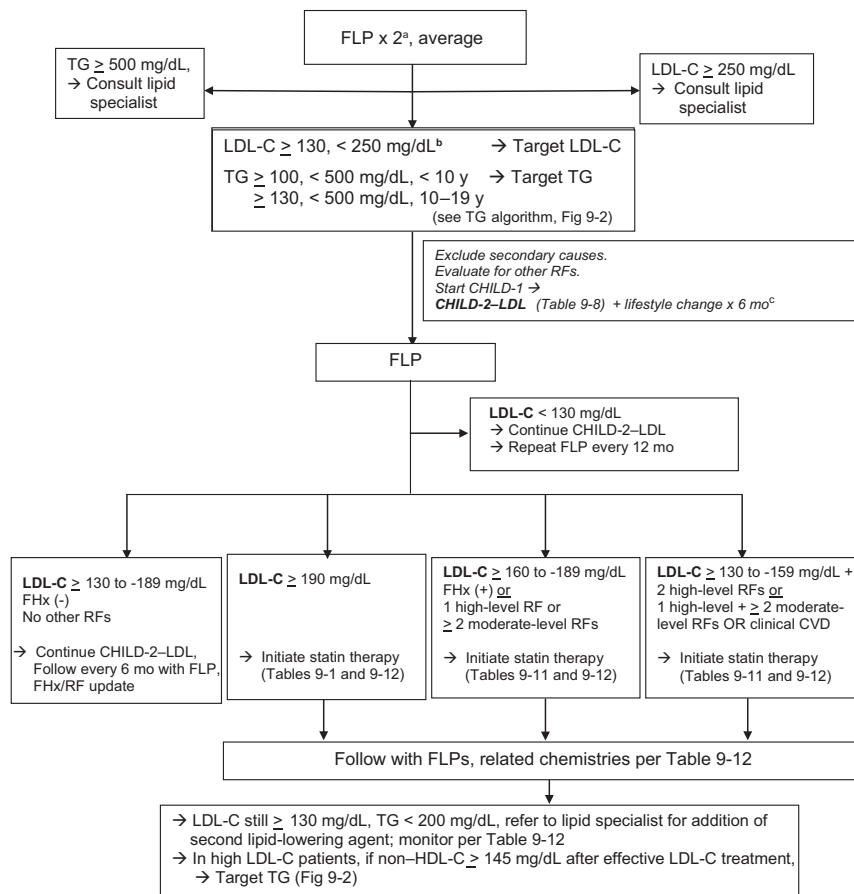 FLP x 2ᵃ, average
TG ≥ 500 mg/dL,
→ Consult lipid
specialist
LDL-C ≥ 250 mg/dL
→ Consult lipid
specialist
LDL-C ≥ 130, < 250 mg/dLᵇ → Target LDL-C
TG ≥ 100, < 500 mg/dL, < 10 y → Target TG
≥ 130, < 500 mg/dL, 10–19 y
(see TG algorithm, Fig 9-2)
Exclude secondary causes.
Evaluate for other RFs.
Start CHILD-1 →
CHILD-2–LDL (Table 9-8) + lifestyle change x 6 moᶜ
FLP
LDL-C < 130 mg/dL
→ Continue CHILD-2–LDL
→ Repeat FLP every 12 mo
LDL-C ≥ 130 to -189 mg/dL
FHx (-)
No other RFs
→ Continue CHILD-2–LDL,
Follow every 6 mo with FLP,
FHx/RF update
LDL-C ≥ 190 mg/dL
→ Initiate statin therapy
(Tables 9-1 and 9-12)
LDL-C ≥ 160 to -189 mg/dL
FHx (+) or
1 high-level RF or
≥ 2 moderate-level RFs
→ Initiate statin therapy
(Tables 9-11 and 9-12)
LDL-C ≥ 130 to -159 mg/dL +
2 high-level RFs or
1 high-level + ≥ 2 moderate-
level RFs OR clinical CVD
→ Initiate statin therapy
(Tables 9-11 and 9-12)
Follow with FLPs, related chemistries per Table 9-12
→ LDL-C still ≥ 130 mg/dL, TG < 200 mg/dL, refer to lipid specialist for addition of
second lipid-lowering agent; monitor per Table 9-12
→ In high LDL-C patients, if non–HDL-C ≥ 145 mg/dL after effective LDL-C treatment,
→ Target TG (Fig 9-2)